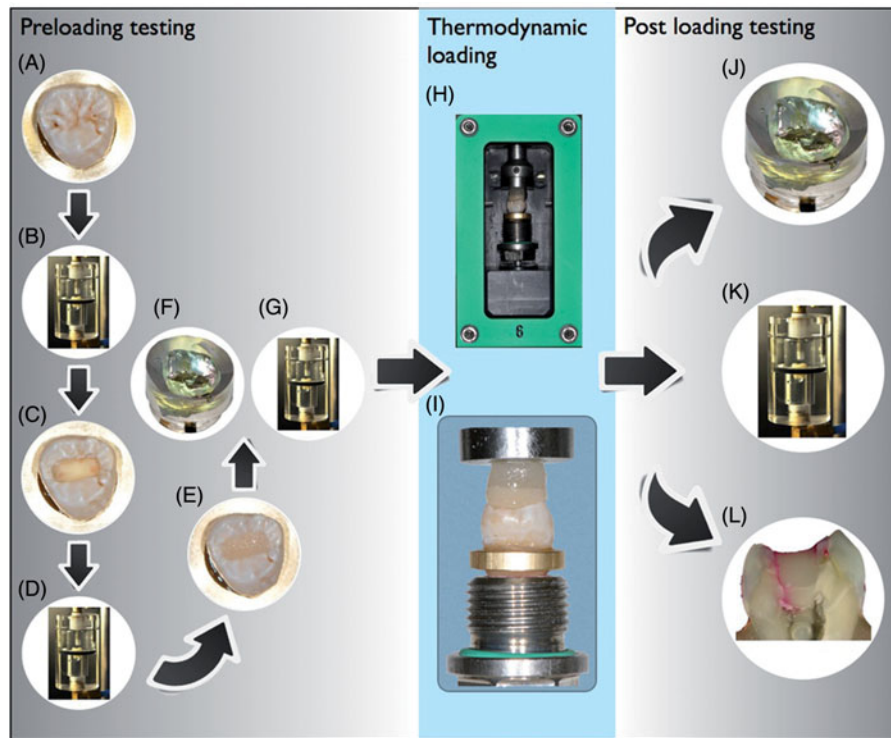 Preloading testing
Thermodynamic
loading
Post loading testing
(A)
(B)
(C)
(D)
(E)
(F)
(G)
(H)
6
(I)
(J)
(K)
(L)